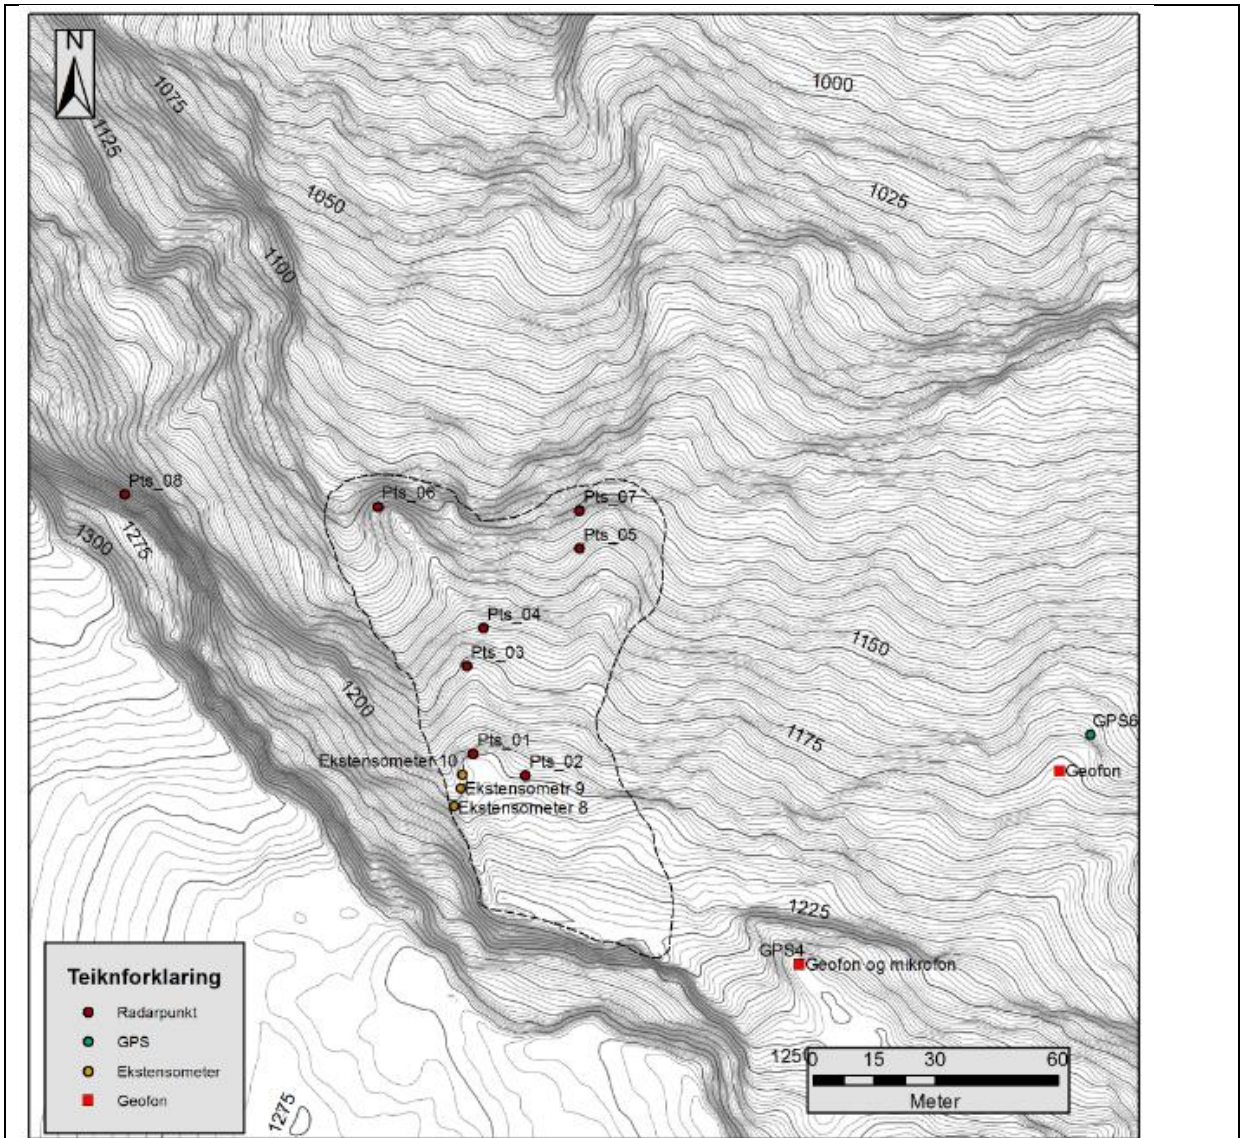 N
1075
1000
1125
1050
1025
1100
Pts_08
Pts_06
Pts_07
1275
1300
Pts_05
Pts_04
1150
Pts_03
1200
GPS6
1175
Pts_01
Ekstensometer 10
Pts_02
Geofon
Ekstensometr 9
Ekstensometer 8
1225
GPS4
Geofon og mikrofon
Teiknforklaring
Radarpunkt
GPS
Ekstensometer
Geofon
1250
0 15 30 60
Meter
1275